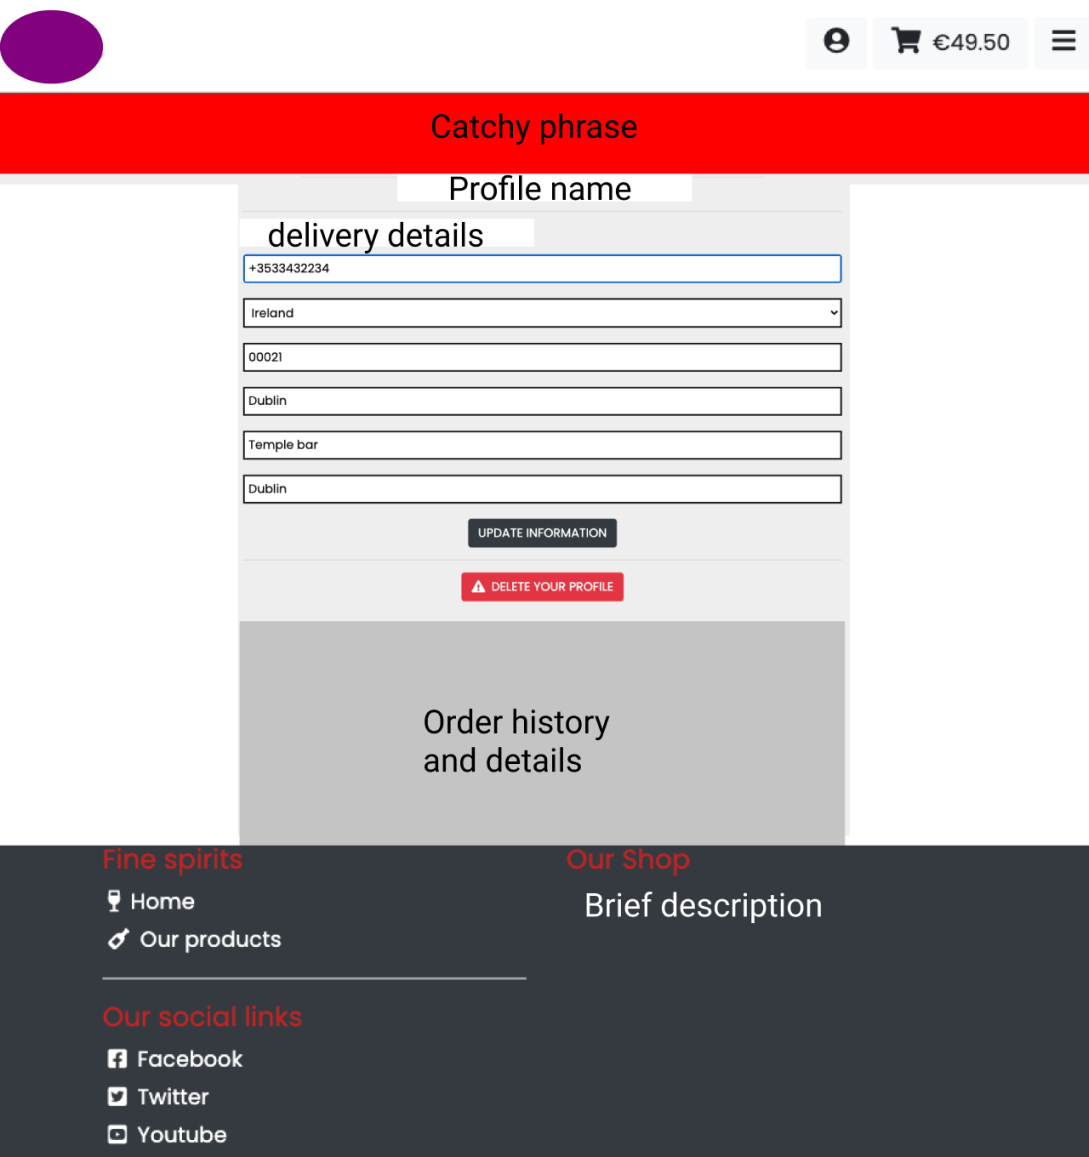 €49.50
Catchy phrase
Profile name
delivery details
+3533432234
Ireland
00021
Dublin
Temple bar
Dublin
UPDATE INFORMATION
DELETE YOUR PROFILE
Order history
and details
Fine spirits
Home
Our products
Our social links
Facebook
Twitter
Youtube
Our Shop
Brief description